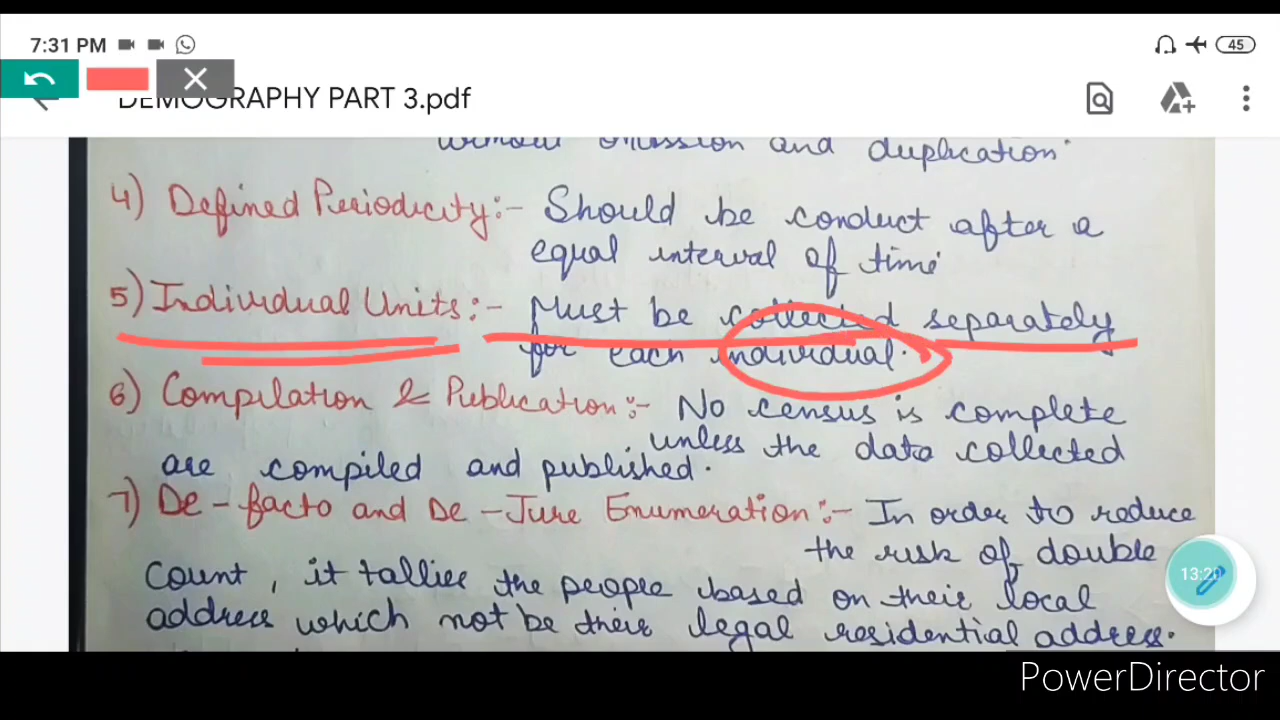 7:31 PM
45
DEMOGRAPHY PART 3.pdf
without omission and duplication.
4) Defined Periodicity:- Should be conduct after a
equal interval of time
5) Individual Units:- Must be collected separately
for each individual.
6) Compilation & Publication:- No census is complete
unless the data collected
are compiled and published.
7) De-facto and De-Jure Enumeration:- In order to reduce
the risk of double
Count, it tallies the people based on their local
address which not be their legal residential address.
13:20
PowerDirector